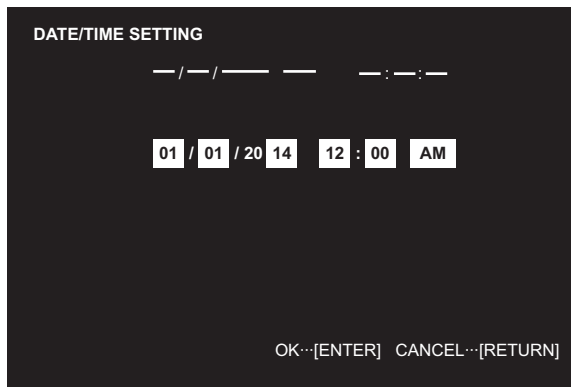 DATE/TIME SETTING
—/—/—— —— —:—:—
01 / 01 / 20 14 12 : 00 AM
OK···[ENTER] CANCEL···[RETURN]